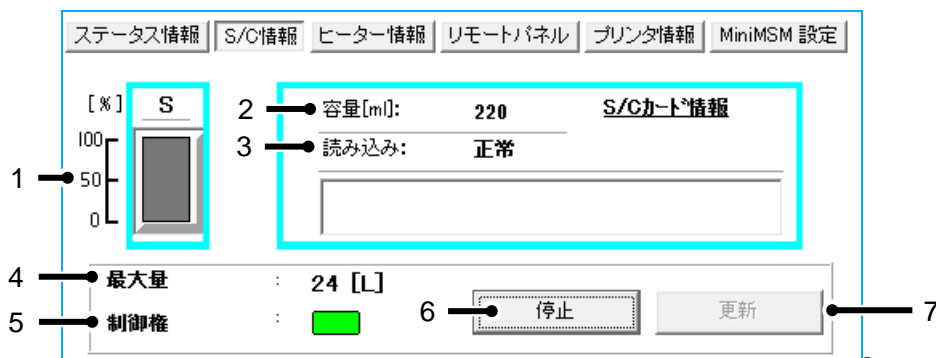 ステータス情報 S/C情報 ヒーター情報 リモートパネル プリンタ情報 MiniMSM 設定
[%] S
100
50
0
容量[ml]: 220 S/Cカード情報
読み込み: 正常
最大量 : 24 [L]
制御権 :
停止 更新
1
2
3
4
5
6
7